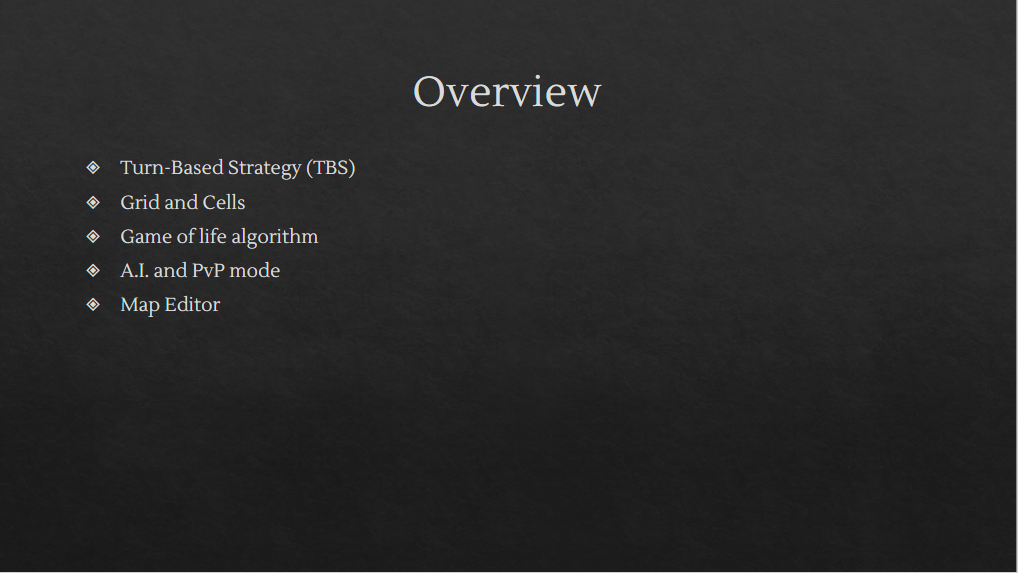 Overview
Turn-Based Strategy (TBS)
Grid and Cells
Game of life algorithm
A.I. and PvP mode
Map Editor